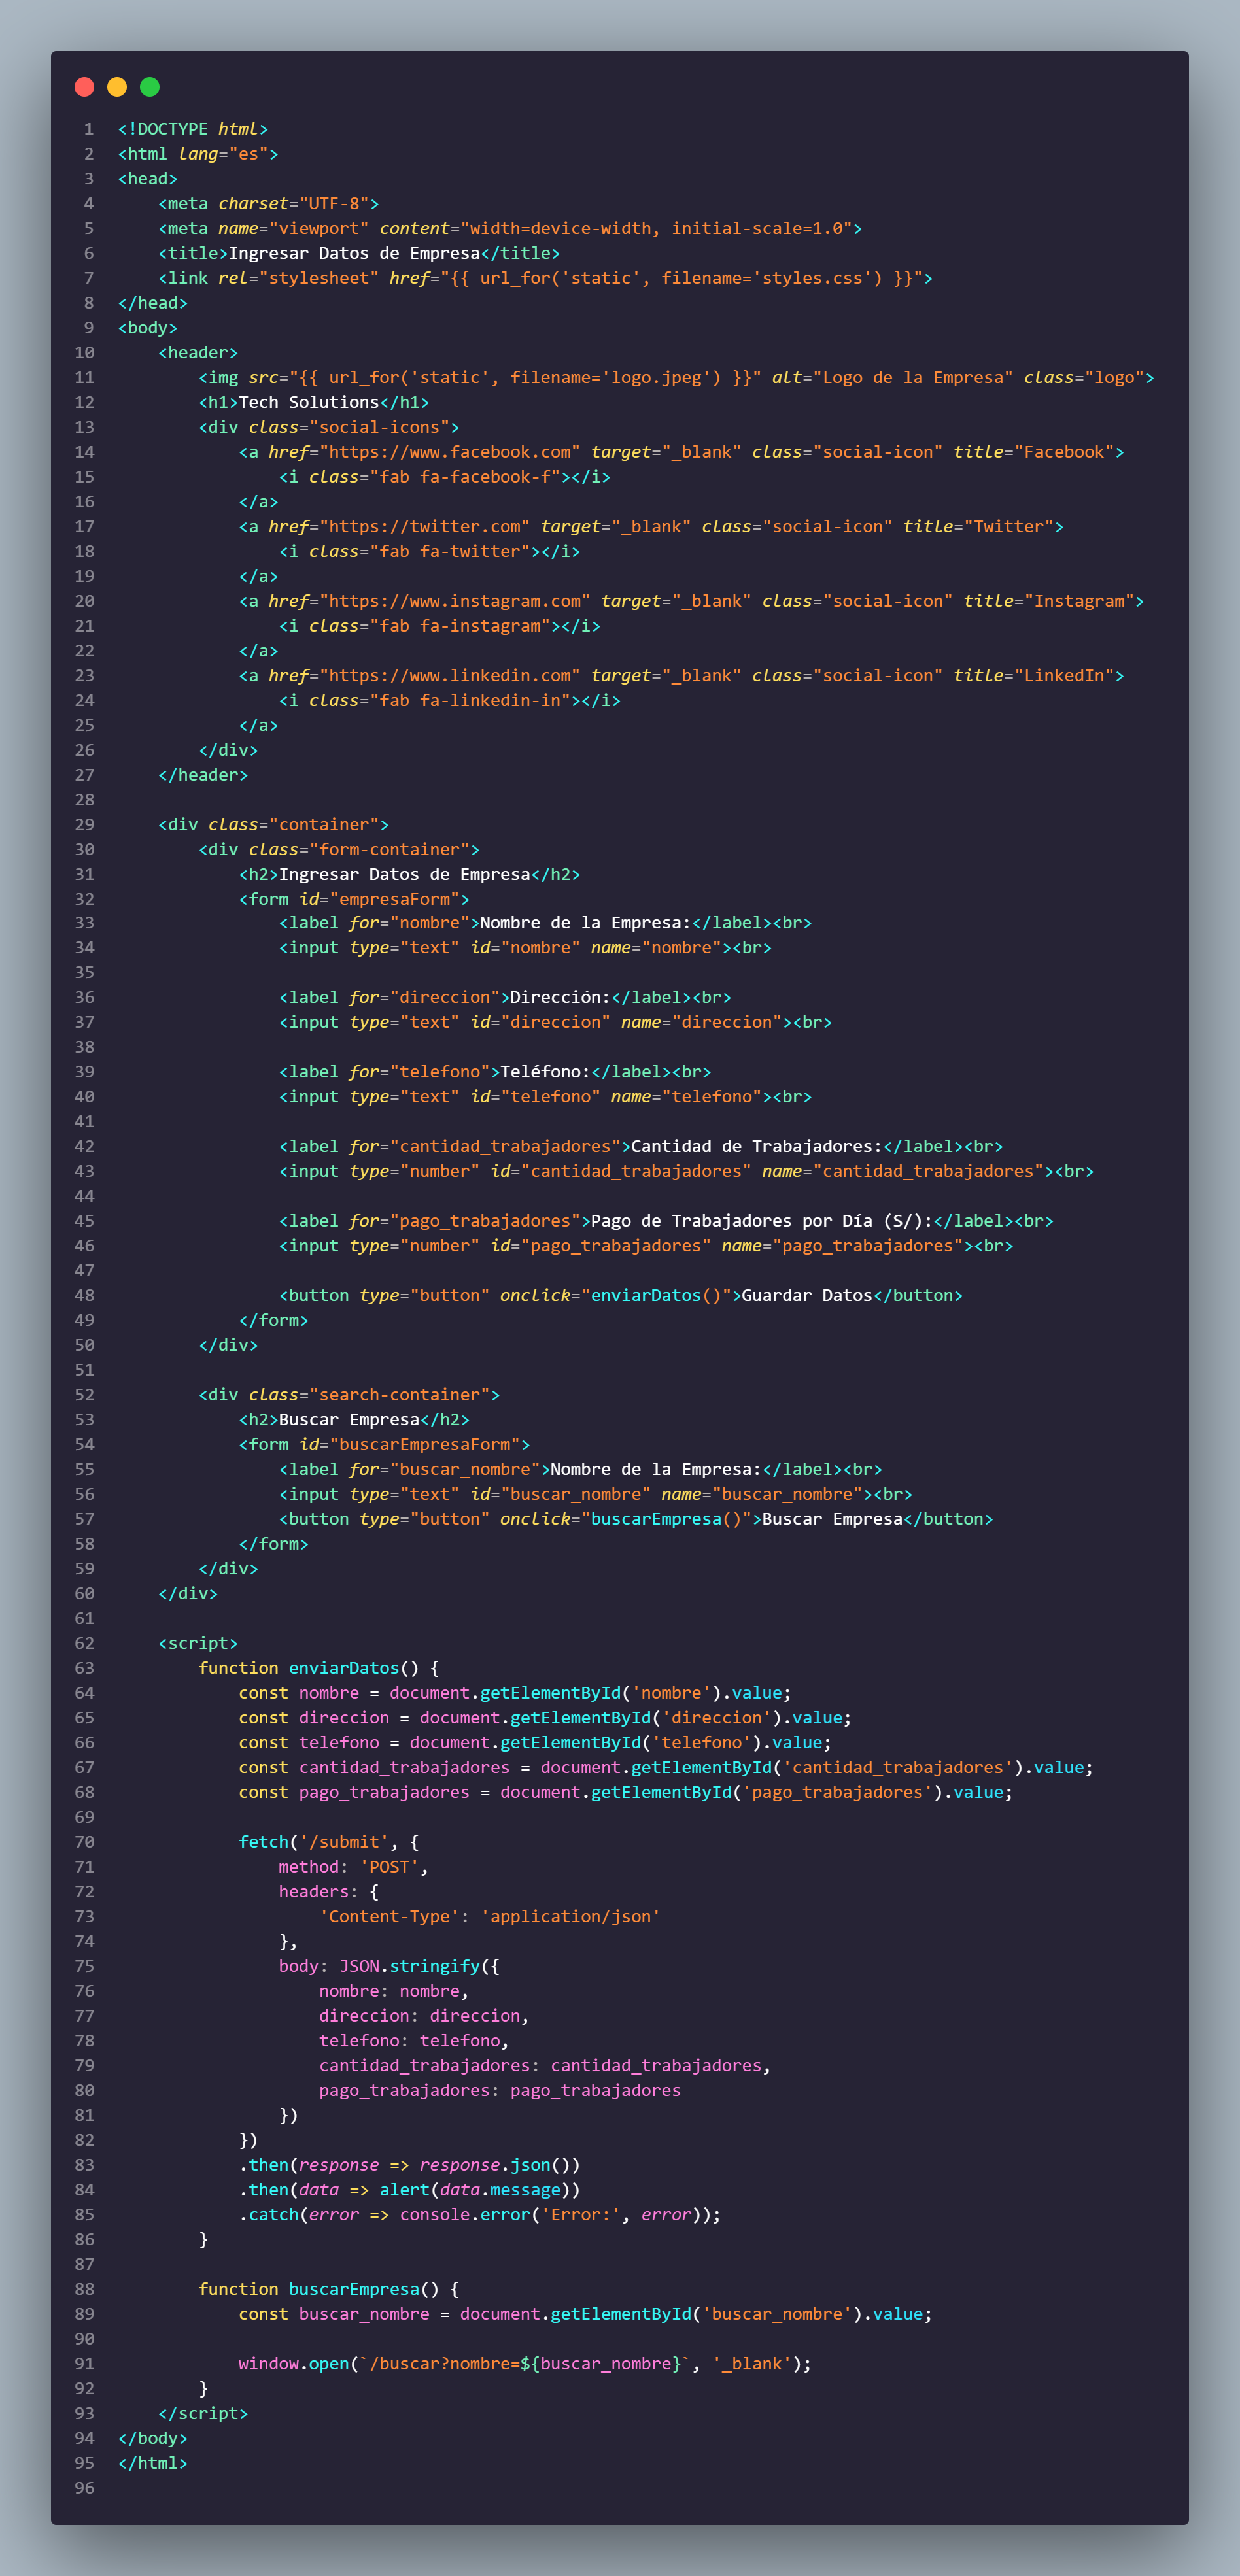 1 <!DOCTYPE html>
2 <html lang="es">
3 <head>
4     <meta charset="UTF-8">
5     <meta name="viewport" content="width=device-width, initial-scale=1.0">
6     <title>Ingresar Datos de Empresa</title>
7     <link rel="stylesheet" href="{{ url_for('static', filename='styles.css') }}">
8 </head>
9 <body>
10     <header>
11         <img src="{{ url_for('static', filename='logo.jpeg') }}" alt="Logo de la Empresa" class="logo">
12         <h1>Tech Solutions</h1>
13         <div class="social-icons">
14             <a href="https://www.facebook.com" target="_blank" class="social-icon" title="Facebook">
15                 <i class="fab fa-facebook-f"></i>
16             </a>
17             <a href="https://twitter.com" target="_blank" class="social-icon" title="Twitter">
18                 <i class="fab fa-twitter"></i>
19             </a>
20             <a href="https://www.instagram.com" target="_blank" class="social-icon" title="Instagram">
21                 <i class="fab fa-instagram"></i>
22             </a>
23             <a href="https://www.linkedin.com" target="_blank" class="social-icon" title="LinkedIn">
24                 <i class="fab fa-linkedin-in"></i>
25             </a>
26         </div>
27     </header>
28
29     <div class="container">
30         <div class="form-container">
31             <h2>Ingresar Datos de Empresa</h2>
32             <form id="empresaForm">
33                 <label for="nombre">Nombre de la Empresa:</label><br>
34                 <input type="text" id="nombre" name="nombre"><br>
35
36                 <label for="direccion">Dirección:</label><br>
37                 <input type="text" id="direccion" name="direccion"><br>
38
39                 <label for="telefono">Teléfono:</label><br>
40                 <input type="text" id="telefono" name="telefono"><br>
41
42                 <label for="cantidad_trabajadores">Cantidad de Trabajadores:</label><br>
43                 <input type="number" id="cantidad_trabajadores" name="cantidad_trabajadores"><br>
44
45                 <label for="pago_trabajadores">Pago de Trabajadores por Día (S/):</label><br>
46                 <input type="number" id="pago_trabajadores" name="pago_trabajadores"><br>
47
48                 <button type="button" onclick="enviarDatos()">Guardar Datos</button>
49             </form>
50         </div>
51
52         <div class="search-container">
53             <h2>Buscar Empresa</h2>
54             <form id="buscarEmpresaForm">
55                 <label for="buscar_nombre">Nombre de la Empresa:</label><br>
56                 <input type="text" id="buscar_nombre" name="buscar_nombre"><br>
57                 <button type="button" onclick="buscarEmpresa()">Buscar Empresa</button>
58             </form>
59         </div>
60     </div>
61
62     <script>
63         function enviarDatos() {
64             const nombre = document.getElementById('nombre').value;
65             const direccion = document.getElementById('direccion').value;
66             const telefono = document.getElementById('telefono').value;
67             const cantidad_trabajadores = document.getElementById('cantidad_trabajadores').value;
68             const pago_trabajadores = document.getElementById('pago_trabajadores').value;
69
70             fetch('/submit', {
71                 method: 'POST',
72                 headers: {
73                     'Content-Type': 'application/json'
74                 },
75                 body: JSON.stringify({
76                     nombre: nombre,
77                     direccion: direccion,
78                     telefono: telefono,
79                     cantidad_trabajadores: cantidad_trabajadores,
80                     pago_trabajadores: pago_trabajadores
81                 })
82             })
83             .then(response => response.json())
84             .then(data => alert(data.message))
85             .catch(error => console.error('Error:', error));
86         }
87
88         function buscarEmpresa() {
89             const buscar_nombre = document.getElementById('buscar_nombre').value;
90
91             window.open(`/buscar?nombre=${buscar_nombre}`, '_blank');
92         }
93     </script>
94 </body>
95 </html>
96